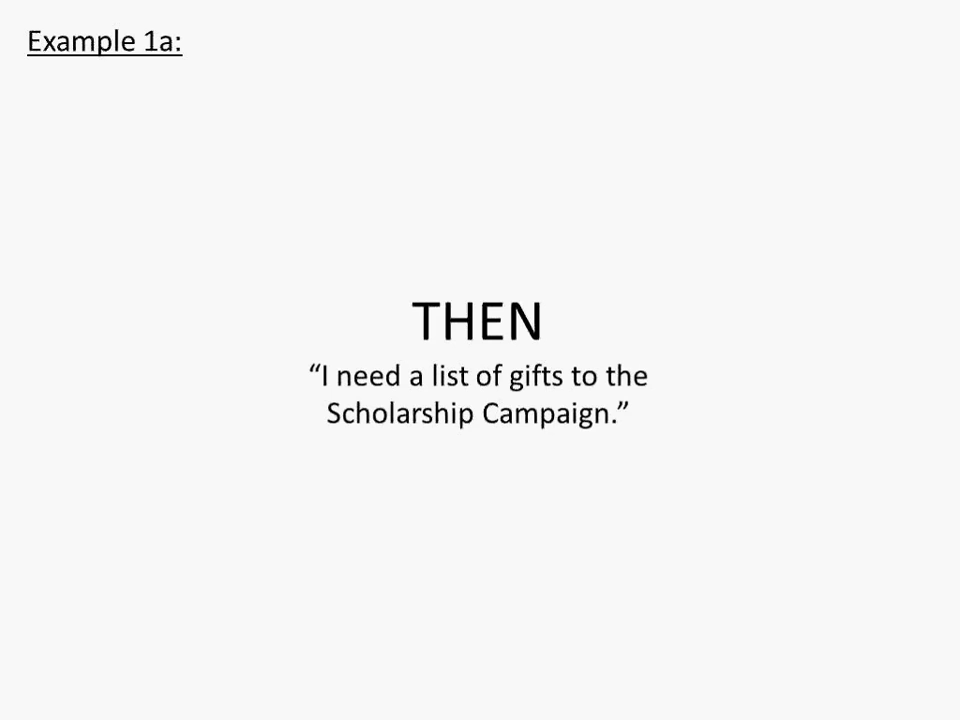 Example 1a:
THEN
“I need a list of gifts to the
Scholarship Campaign.”